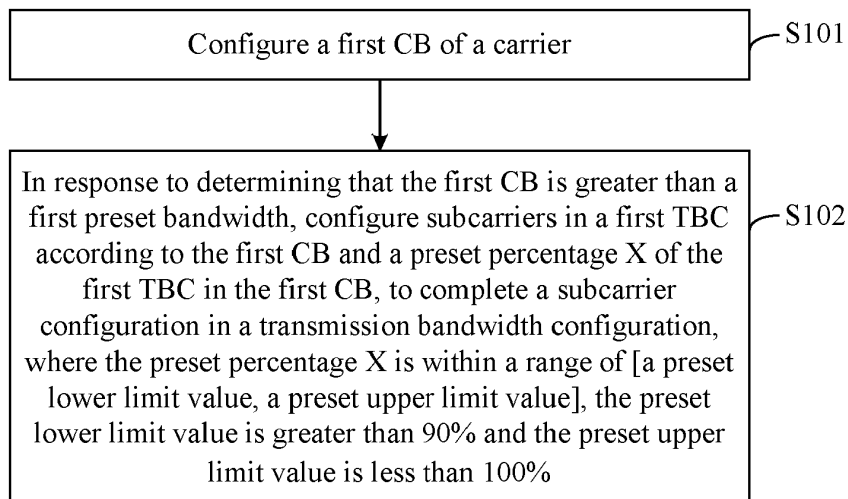 Configure a first CB of a carrier
S101
In response to determining that the first CB is greater than a
first preset bandwidth, configure subcarriers in a first TBC
according to the first CB and a preset percentage X of the
first TBC in the first CB, to complete a subcarrier
configuration in a transmission bandwidth configuration,
where the preset percentage X is within a range of [a preset
lower limit value, a preset upper limit value], the preset
lower limit value is greater than 90% and the preset upper
limit value is less than 100%
S102